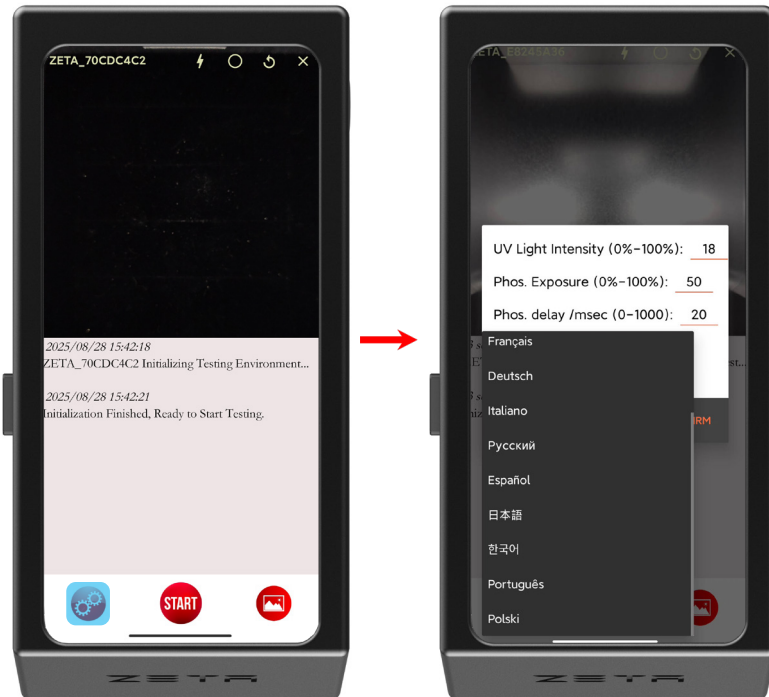 ZETA_70CDC4C2
2025/08/28 15:42:18
ZETA_70CDC4C2 Initializing Testing Environment...
2025/08/28 15:42:21
Initialization Finished, Ready to Start Testing.
START
ZETA
ETA_E8245A36
UV Light Intensity (0%-100%): 18
Phos. Exposure (0%-100%): 50
Phos. delay /msec (0-1000): 20
Français
Deutsch
Italiano
Русский
Español
日本語
한국어
Português
Polski
ZETA